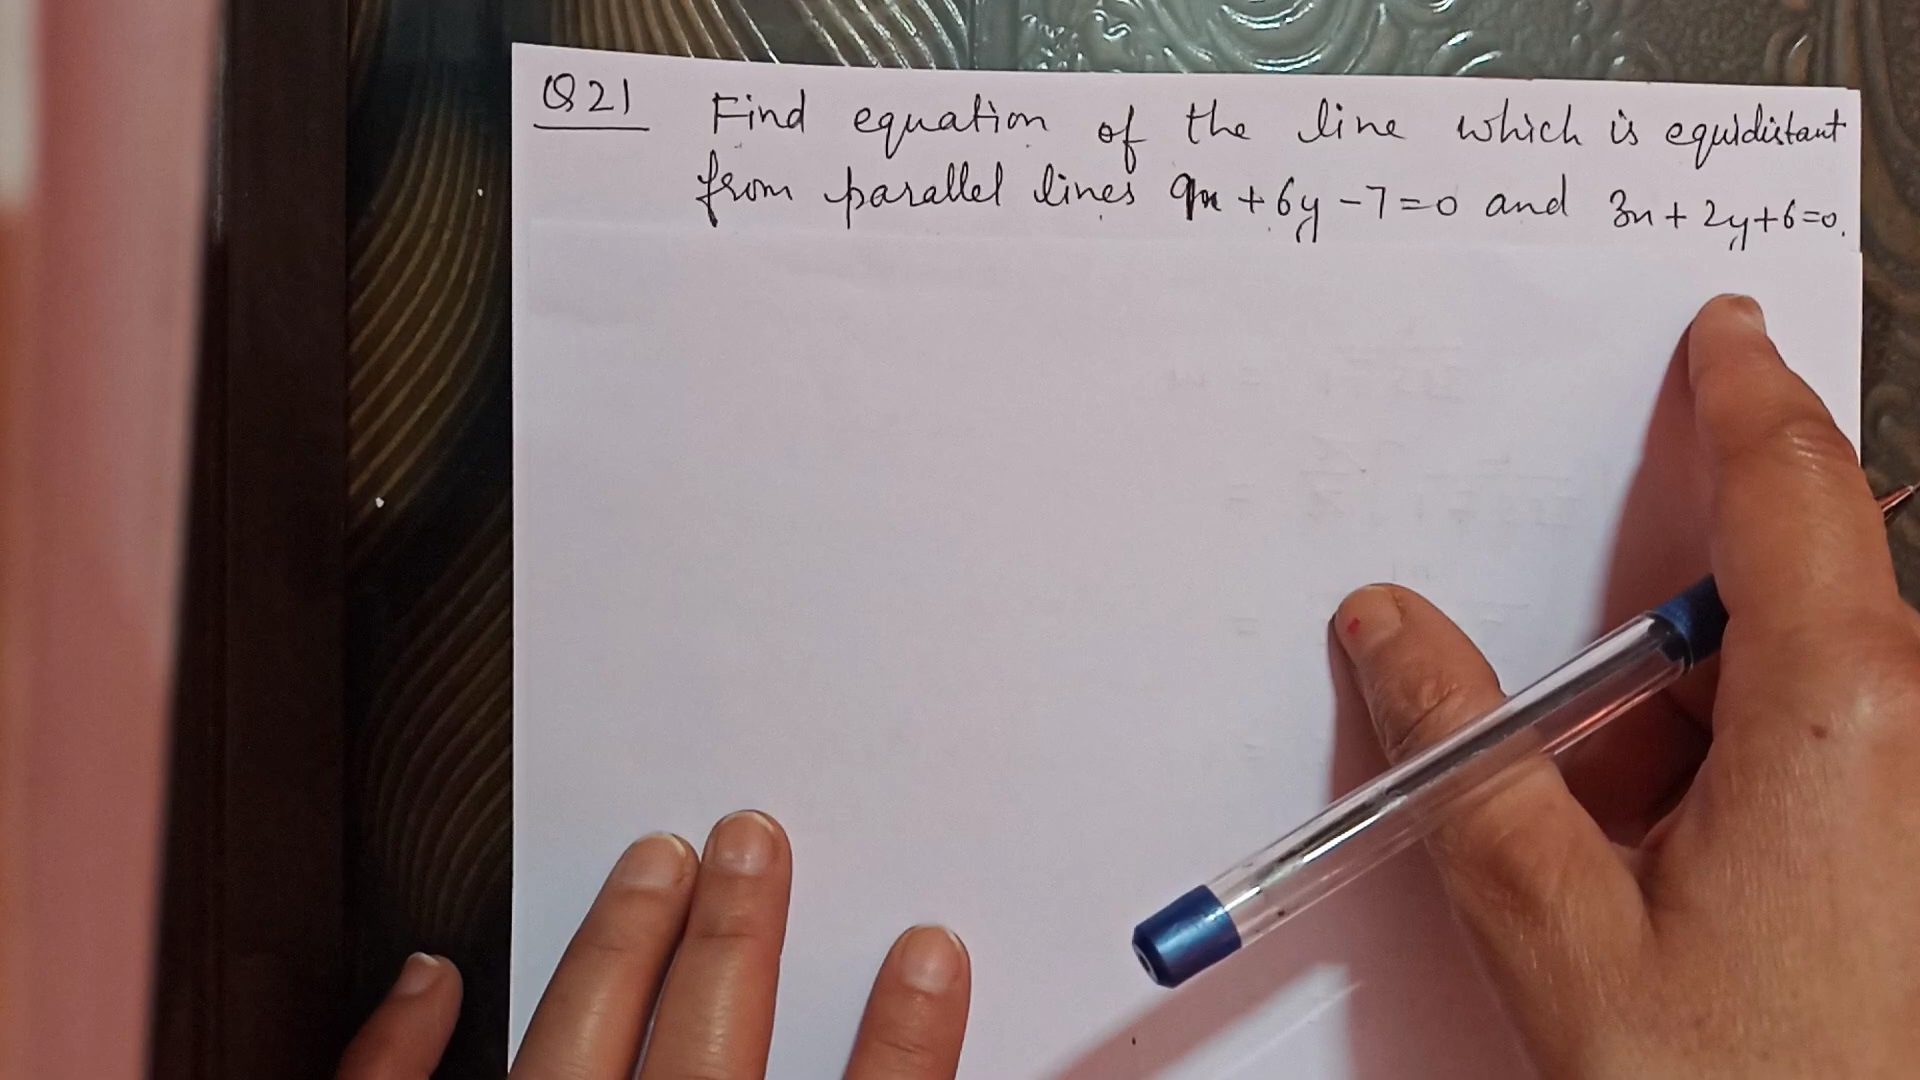 Q21 Find equation of the line which is equidistant
from parallel lines 9x + 6y - 7 = 0 and 3x + 2y + 6 = 0.